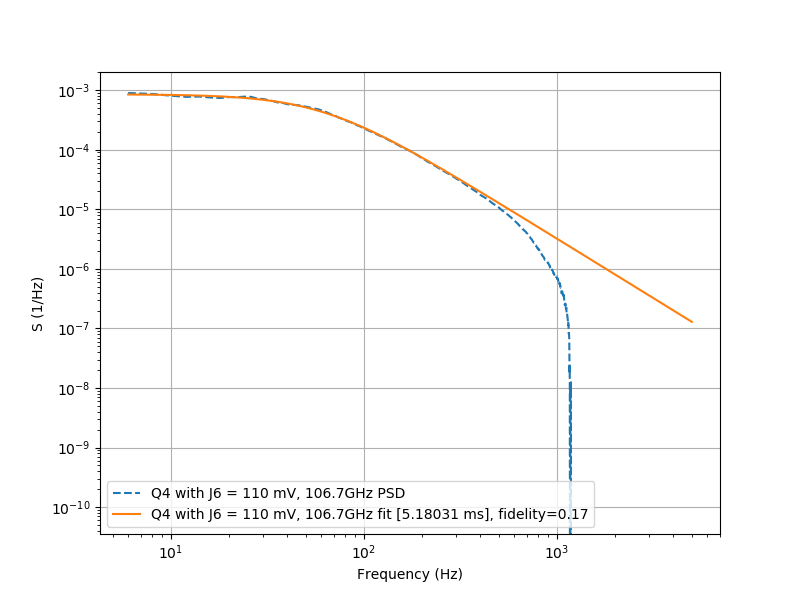 10⁻³
10⁻⁴
10⁻⁵
10⁻⁶
10⁻⁷
10⁻⁸
10⁻⁹
10⁻¹⁰
S (1/Hz)
Q4 with J6 = 110 mV, 106.7GHz PSD
Q4 with J6 = 110 mV, 106.7GHz fit [5.18031 ms], fidelity=0.17
10¹ 10² 10³
Frequency (Hz)